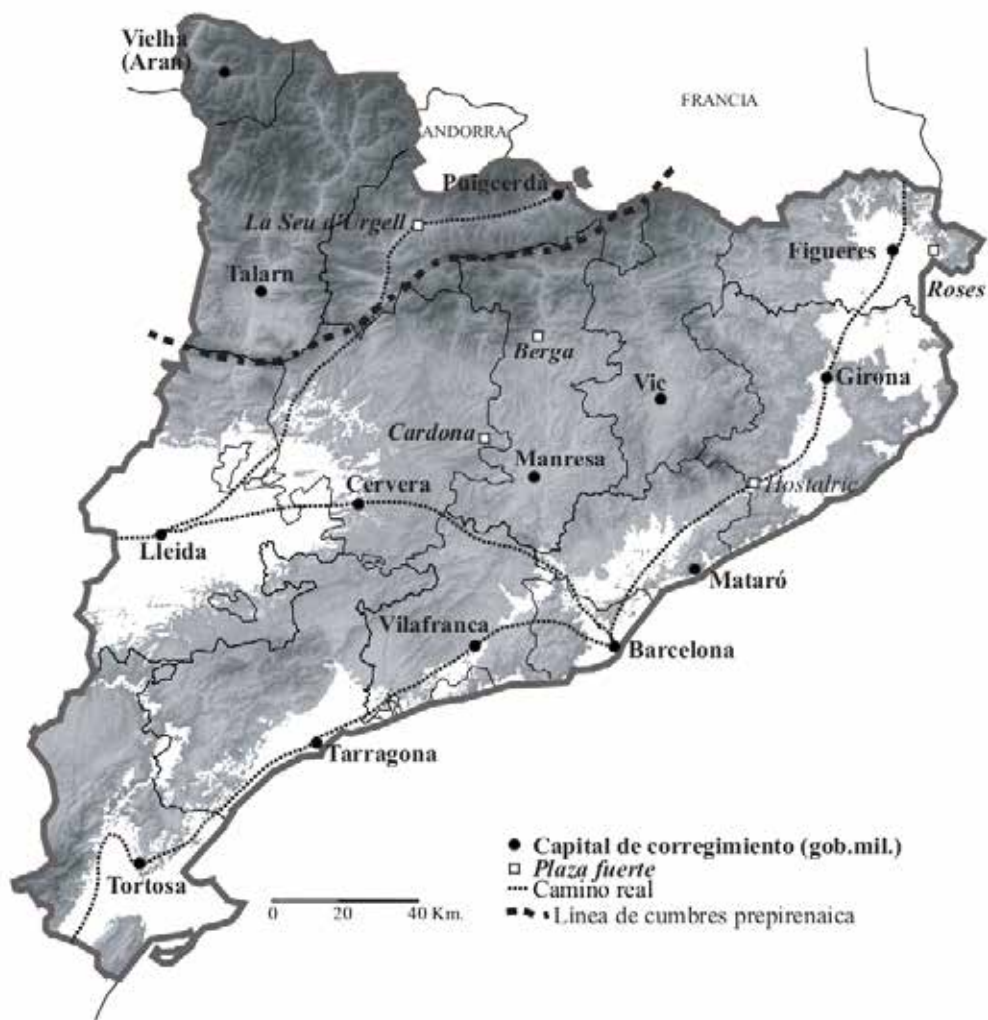 Vielha
(Aran)
FRANCIA
ANDORRA
Puigcerdà
La Seu d'Urgell
Figueres
Talarn
Roses
Berga
Girona
Vic
Cardona
Manresa
Cervera
Hostalric
Lleida
Mataró
Vilafranca
Barcelona
Tarragona
Capital de corregimiento (gob.mil.)
Plaza fuerte
Camino real
Línea de cumbres prepirenaica
Tortosa
0 20 40 Km.